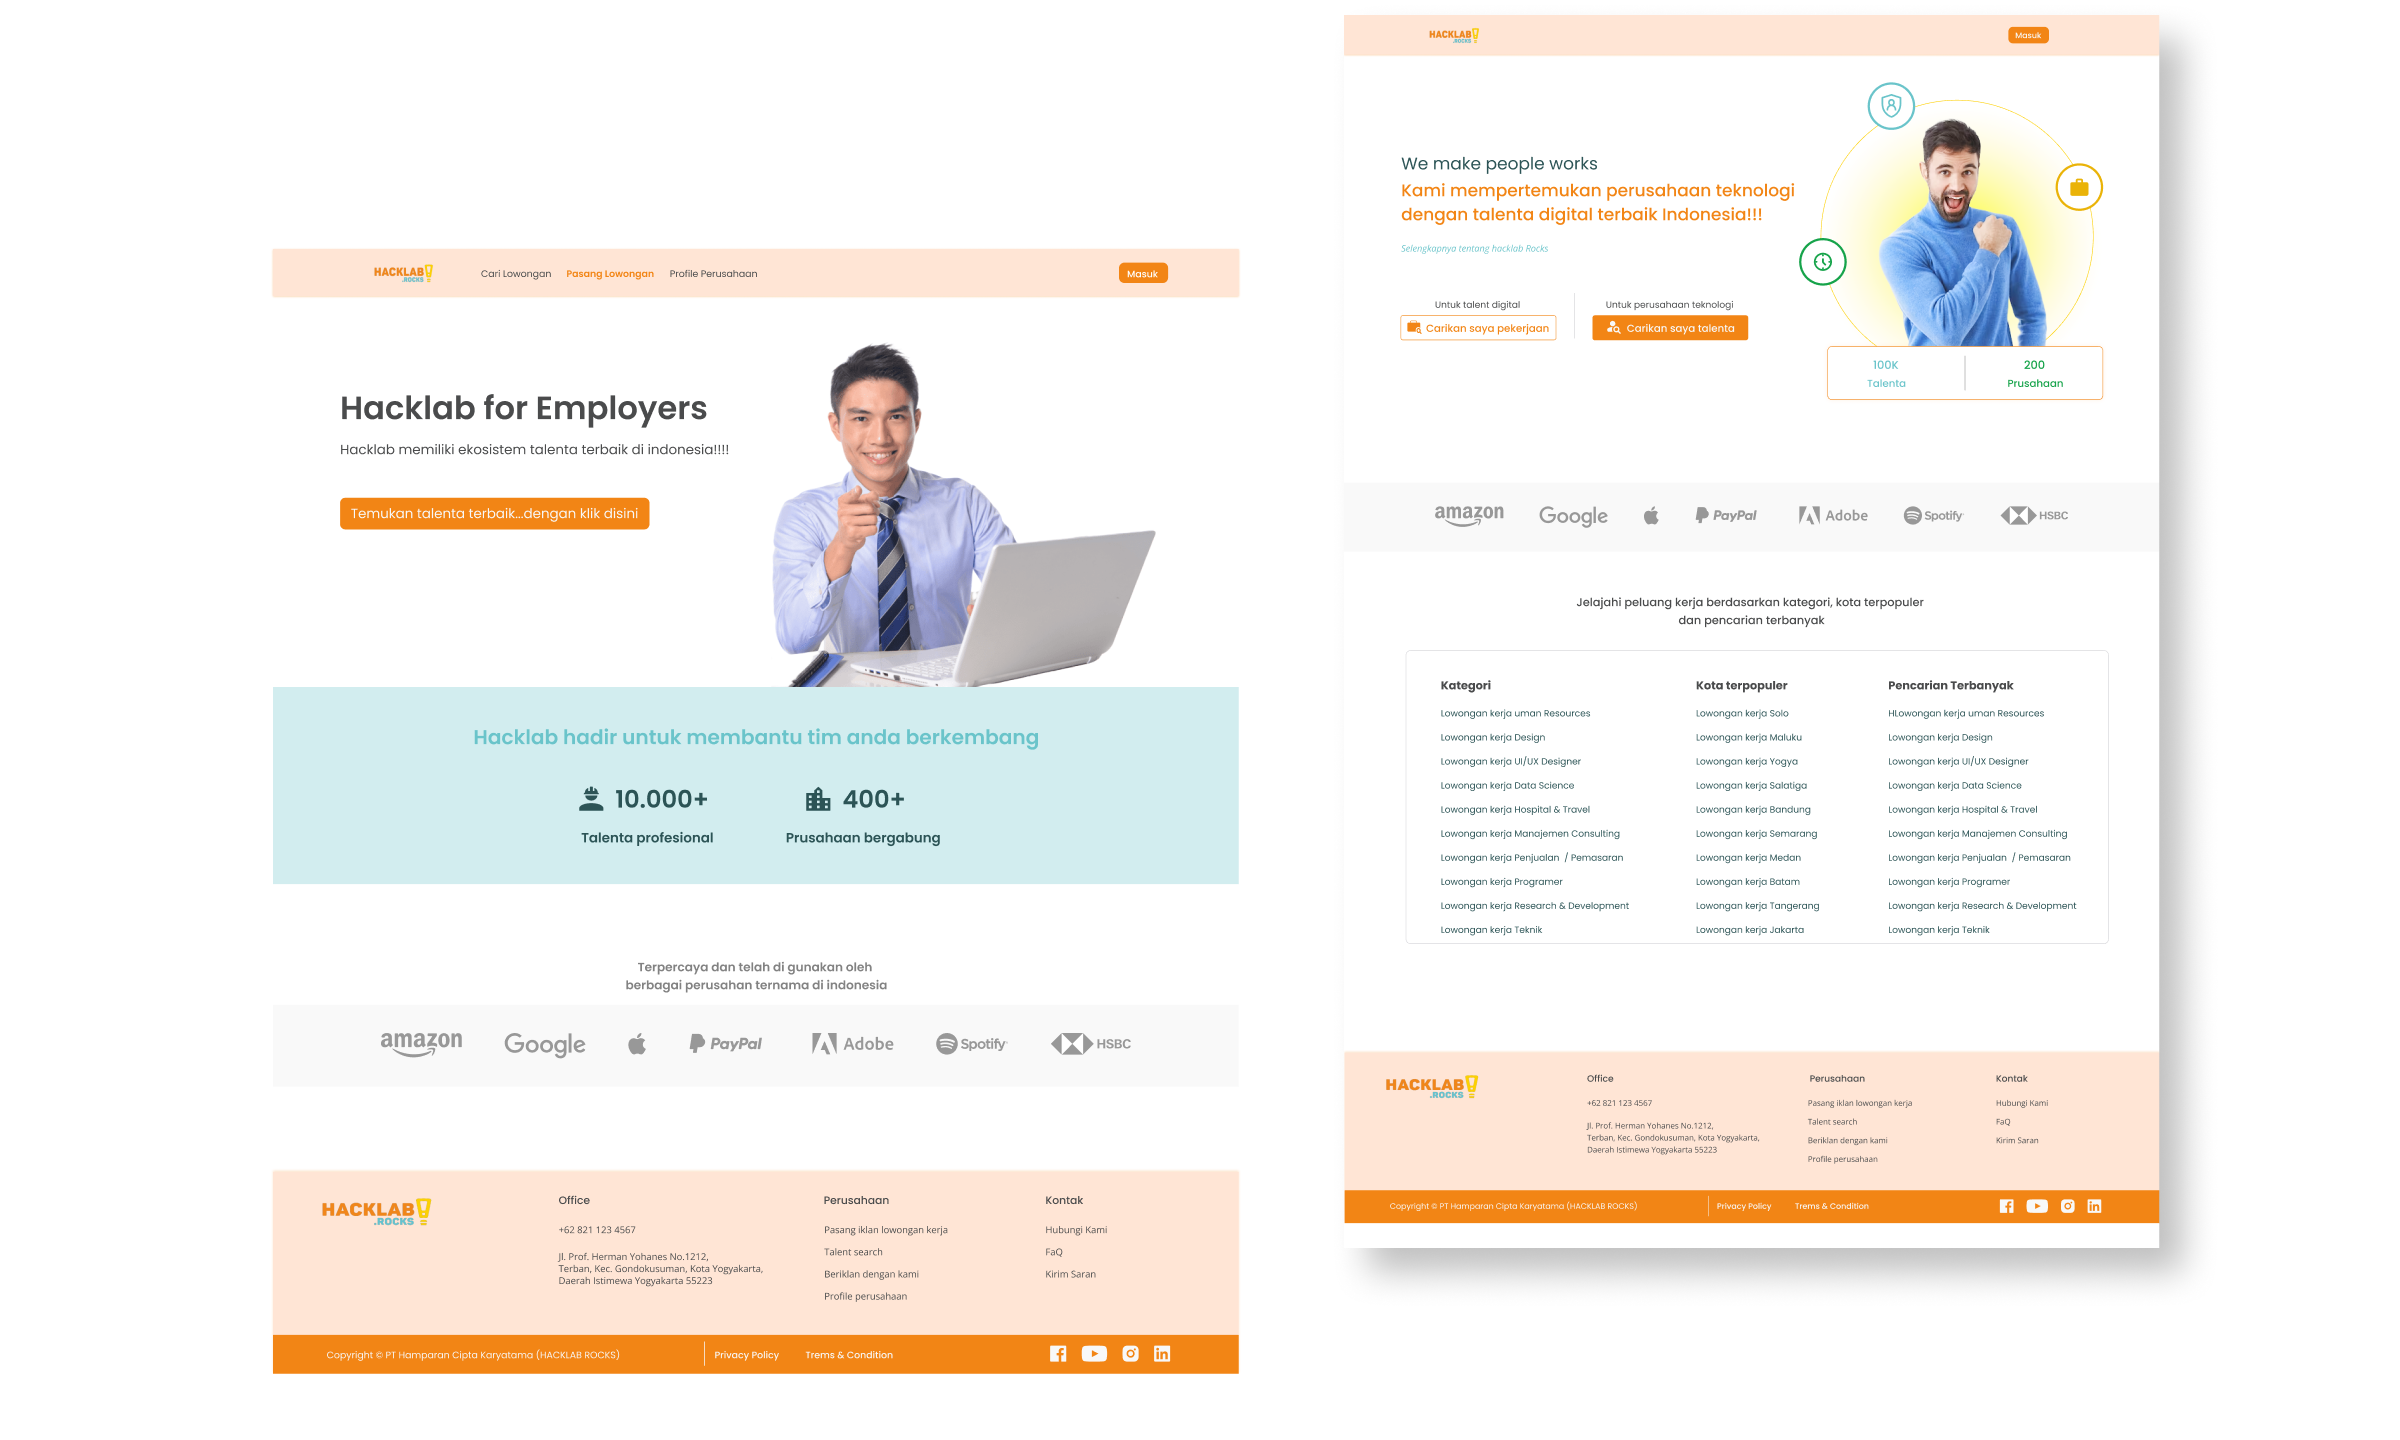 HACKLAB
.ROCKS
Cari Lowongan Pasang Lowongan Profile Perusahaan
Masuk
Hacklab for Employers
Hacklab memiliki ekosistem talenta terbaik di indonesia!!!!
Temukan talenta terbaik...dengan klik disini
Hacklab hadir untuk membantu tim anda berkembang
10.000+
Talenta profesional
400+
Prusahaan bergabung
Terpercaya dan telah di gunakan oleh
berbagai perusahan ternama di indonesia
amazon Google PayPal Adobe Spotify HSBC
HACKLAB
.ROCKS
Office
+62 821 123 4567
Jl. Prof. Herman Yohanes No.1212,
Terban, Kec. Gondokusuman, Kota Yogyakarta,
Daerah Istimewa Yogyakarta 55223
Perusahaan
Pasang iklan lowongan kerja
Talent search
Beriklan dengan kami
Profile perusahaan
Kontak
Hubungi Kami
FaQ
Kirim Saran
Copyright © PT Hamparan Cipta Karyatama (HACKLAB ROCKS)
Privacy Policy
Trems & Condition
HACKLAB
.ROCKS
Masuk
We make people works
Kami mempertemukan perusahaan teknologi
dengan talenta digital terbaik Indonesia!!!
Selengkapnya tentang hacklab Rocks
Untuk talent digital
Carikan saya pekerjaan
Untuk perusahaan teknologi
Carikan saya talenta
100K
Talenta
200
Prusahaan
amazon Google PayPal Adobe Spotify HSBC
Jelajahi peluang kerja berdasarkan kategori, kota terpopuler
dan pencarian terbanyak
Kategori
Lowongan kerja uman Resources
Lowongan kerja Design
Lowongan kerja UI/UX Designer
Lowongan kerja Data Science
Lowongan kerja Hospital & Travel
Lowongan kerja Manajemen Consulting
Lowongan kerja Penjualan / Pemasaran
Lowongan kerja Programer
Lowongan kerja Research & Development
Lowongan kerja Teknik
Kota terpopuler
Lowongan kerja Solo
Lowongan kerja Maluku
Lowongan kerja Yogya
Lowongan kerja Salatiga
Lowongan kerja Bandung
Lowongan kerja Semarang
Lowongan kerja Medan
Lowongan kerja Batam
Lowongan kerja Tangerang
Lowongan kerja Jakarta
Pencarian Terbanyak
HLowongan kerja uman Resources
Lowongan kerja Design
Lowongan kerja UI/UX Designer
Lowongan kerja Data Science
Lowongan kerja Hospital & Travel
Lowongan kerja Manajemen Consulting
Lowongan kerja Penjualan / Pemasaran
Lowongan kerja Programer
Lowongan kerja Research & Development
Lowongan kerja Teknik
HACKLAB
.ROCKS
Office
+62 821 123 4567
Jl. Prof. Herman Yohanes No.1212,
Terban, Kec. Gondokusuman, Kota Yogyakarta,
Daerah Istimewa Yogyakarta 55223
Perusahaan
Pasang iklan lowongan kerja
Talent search
Beriklan dengan kami
Profile perusahaan
Kontak
Hubungi Kami
FaQ
Kirim Saran
Copyright © PT Hamparan Cipta Karyatama (HACKLAB ROCKS)
Privacy Policy
Trems & Condition